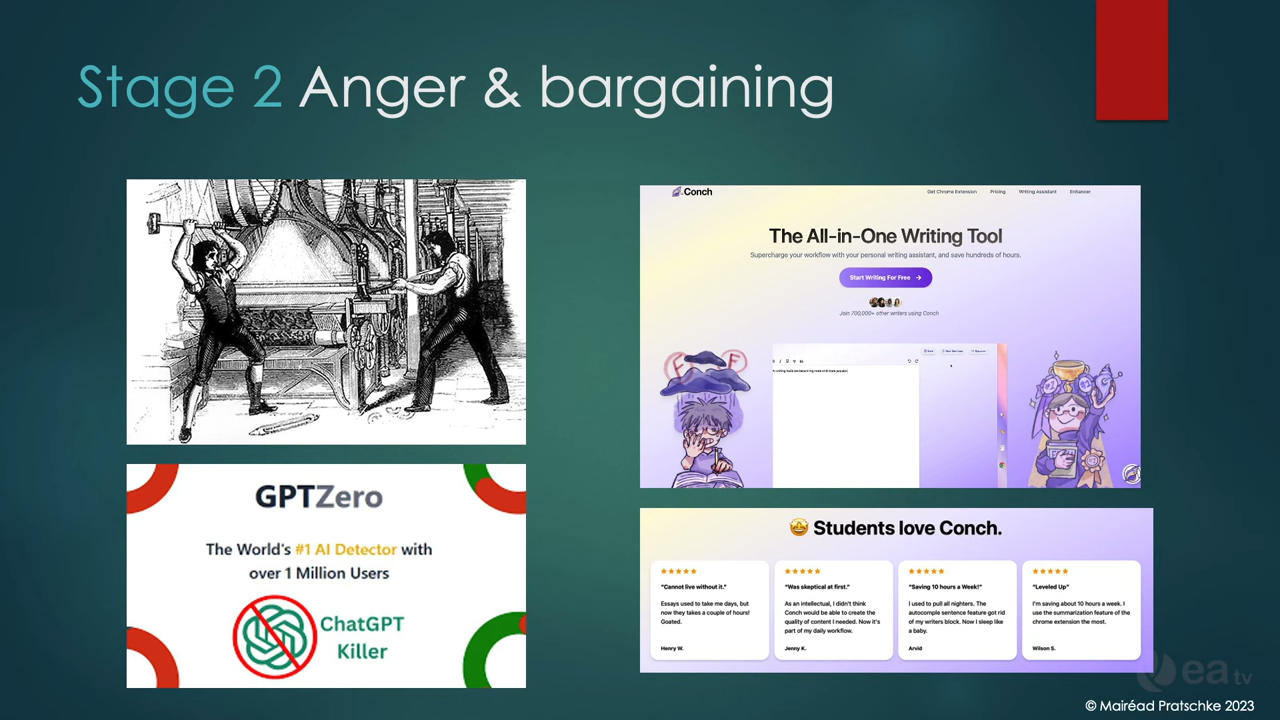 Stage 2 Anger & bargaining
GPTZero
The World's #1 AI Detector with
over 1 Million Users
ChatGPT
Killer
Conch
Get Chrome Extension Pricing Writing Assistant Enhancer
The All-in-One Writing Tool
Supercharge your workflow with your personal writing assistant, and save hundreds of hours.
Start Writing For Free →
Join 700,000+ other writers using Conch
F F
🤩 Students love Conch.
"Cannot live without it."
Essays used to take me days, but
now they takes a couple of hours!
Goated.
Henry W.
"Was skeptical at first."
As an intellectual, I didn't think
Conch would be able to create the
quality of content I needed. Now it's
part of my daily workflow.
Jenny K.
"Saving 10 hours a Week!"
I used to pull all nighters. The
autocomple sentence feature got rid
of my writers block. Now I sleep like
a baby.
Arvid
"Leveled Up"
I'm saving about 10 hours a week. I
use the summarization feature of the
chrome extension the most.
Wilson S.
ea tv
© Mairéad Pratschke 2023